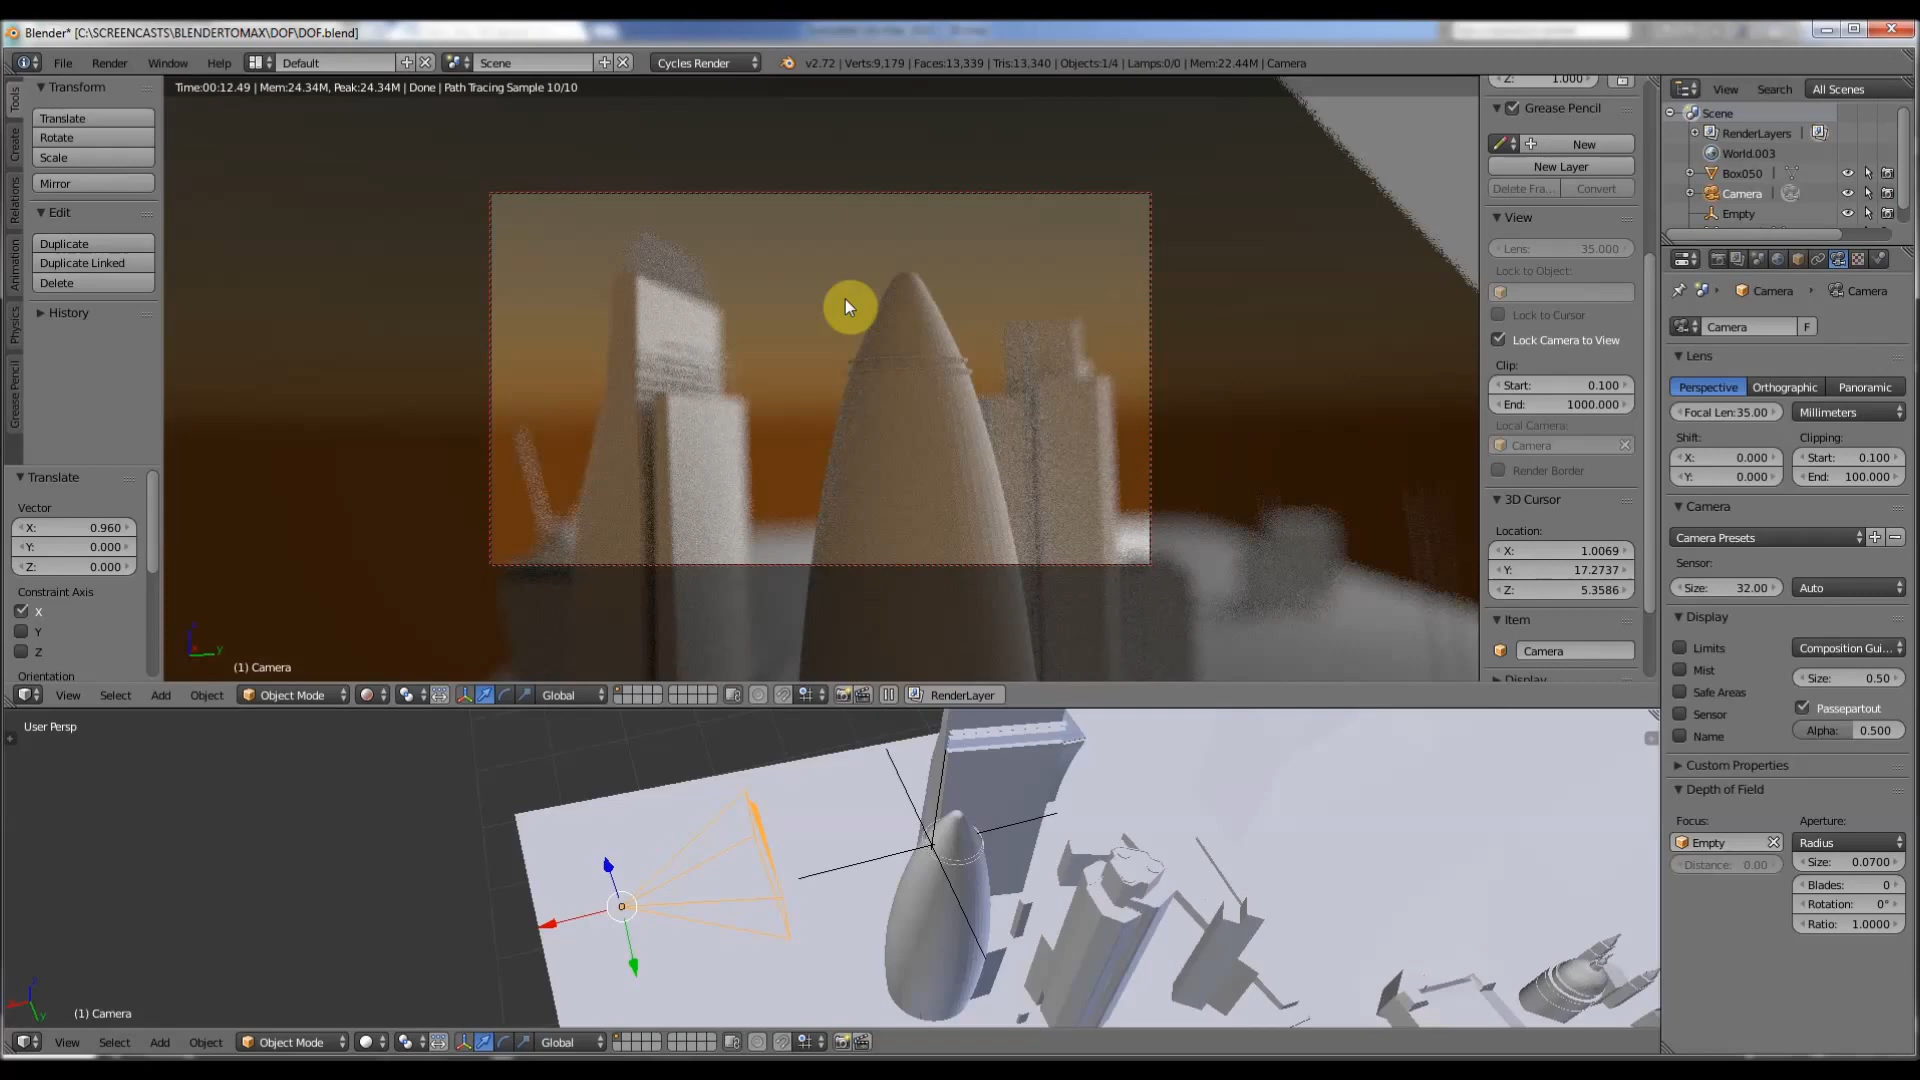 Blender* [C:\SCREENCASTS\BLENDERTOMAX\DOF\DOF.blend]
File Render Window Help Default Scene Cycles Render v2.72 | Verts:9,179 | Faces:13,339 | Tris:13,340 | Objects:1/4 | Lamps:0/0 | Mem:22.44M | Camera
Time:00:12.49 | Mem:24.34M, Peak:24.34M | Done | Path Tracing Sample 10/10
Tools
Create
Relations
Animation
Physics
Grease Pencil
Transform
Translate
Rotate
Scale
Mirror
Edit
Duplicate
Duplicate Linked
Delete
History
Translate
Vector
X: 0.960
Y: 0.000
Z: 0.000
Constraint Axis
X
Y
Z
Orientation
(1) Camera
View Select Add Object Object Mode Global RenderLayer
Z: 1.000
Grease Pencil
New
New Layer
Delete Fra... Convert
View
Lens: 35.000
Lock to Object:
Lock to Cursor
Lock Camera to View
Clip:
Start: 0.100
End: 1000.000
Local Camera:
Camera
Render Border
3D Cursor
Location:
X: 1.0069
Y: 17.2737
Z: 5.3586
Item
Camera
Display
View Search All Scenes
Scene
RenderLayers
World.003
Box050
Camera
Empty
Camera Camera
Camera F
Lens
Perspective Orthographic Panoramic
Focal Len:35.00 Millimeters
Shift: Clipping:
X: 0.000 Start: 0.100
Y: 0.000 End: 100.000
Camera
Camera Presets
Sensor:
Size: 32.00 Auto
Display
Limits Composition Gui...
Mist Size: 0.50
Safe Areas
Sensor Passepartout
Name Alpha: 0.500
Custom Properties
Depth of Field
Focus: Aperture:
Empty Radius
Distance: 0.00 Size: 0.0700
Blades: 0
Rotation: 0°
Ratio: 1.0000
User Persp
(1) Camera
View Select Add Object Object Mode Global